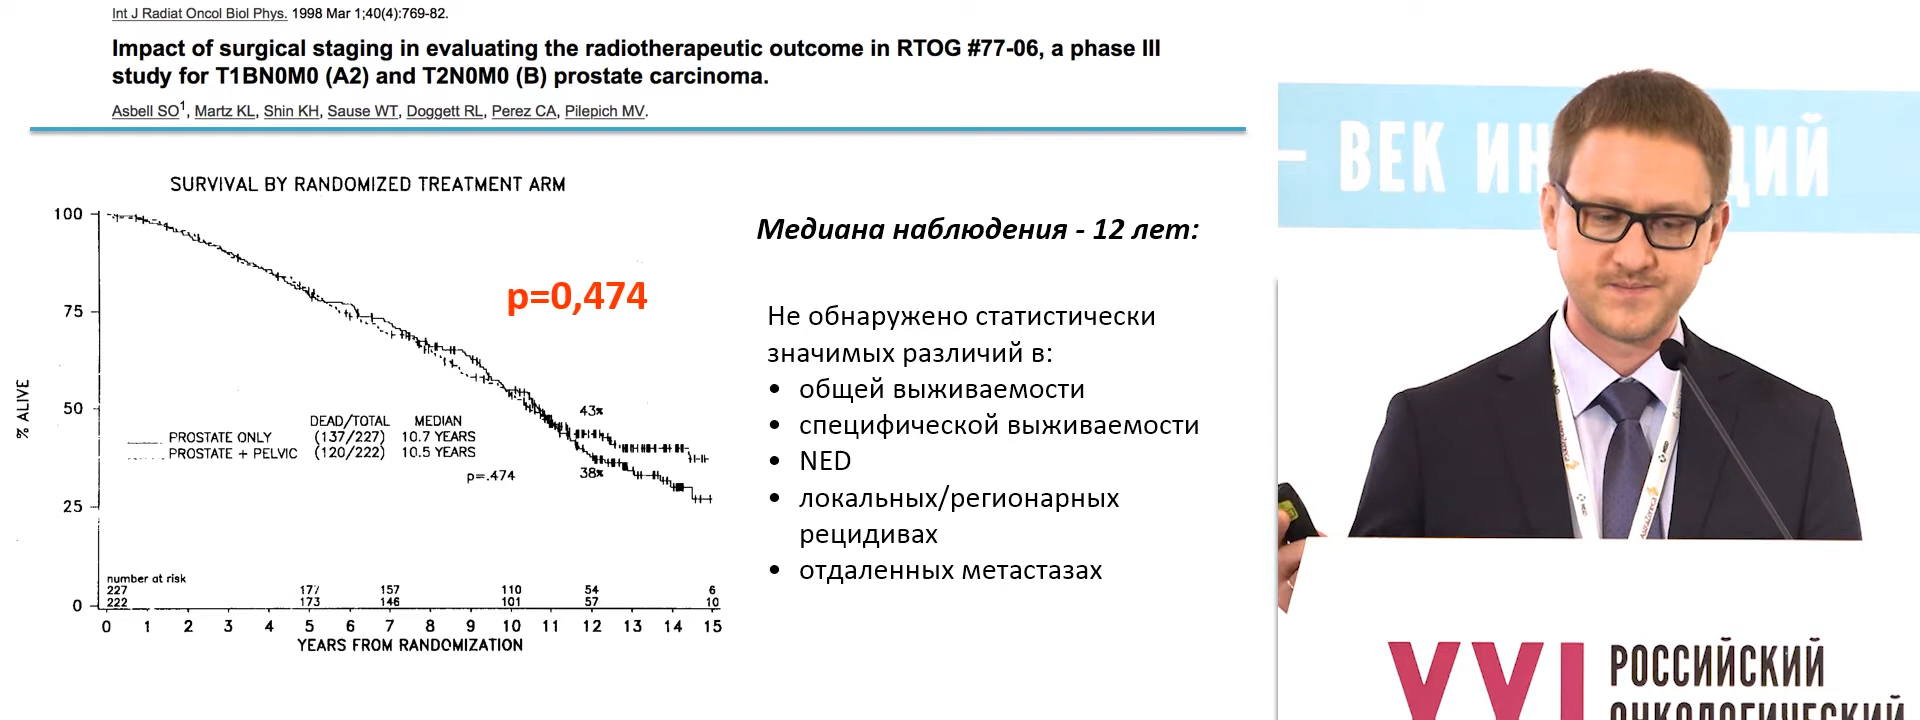 Int J Radiat Oncol Biol Phys. 1998 Mar 1;40(4):769-82.
Impact of surgical staging in evaluating the radiotherapeutic outcome in RTOG #77-06, a phase III
study for T1BN0M0 (A2) and T2N0M0 (B) prostate carcinoma.
Asbell SO1, Martz KL, Shin KH, Sause WT, Doggett RL, Perez CA, Pilepich MV.
SURVIVAL BY RANDOMIZED TREATMENT ARM
100
75
50
25
0
% ALIVE
p=0,474
43%
38%
DEAD/TOTAL MEDIAN
PROSTATE ONLY (137/227) 10.7 YEARS
PROSTATE + PELVIC (120/222) 10.5 YEARS
p=.474
number at risk
227 177 157 110 54 6
222 173 146 101 57 10
0 1 2 3 4 5 6 7 8 9 10 11 12 13 14 15
YEARS FROM RANDOMIZATION
Медиана наблюдения - 12 лет:
Не обнаружено статистически
значимых различий в:
• общей выживаемости
• специфической выживаемости
• NED
• локальных/регионарных
рецидивах
• отдаленных метастазах
– ВЕК ИН ЦИЙ
MSD
AstraZeneca
XXI
РОССИЙСКИЙ
ОНКОЛОГИЧЕСКИЙ